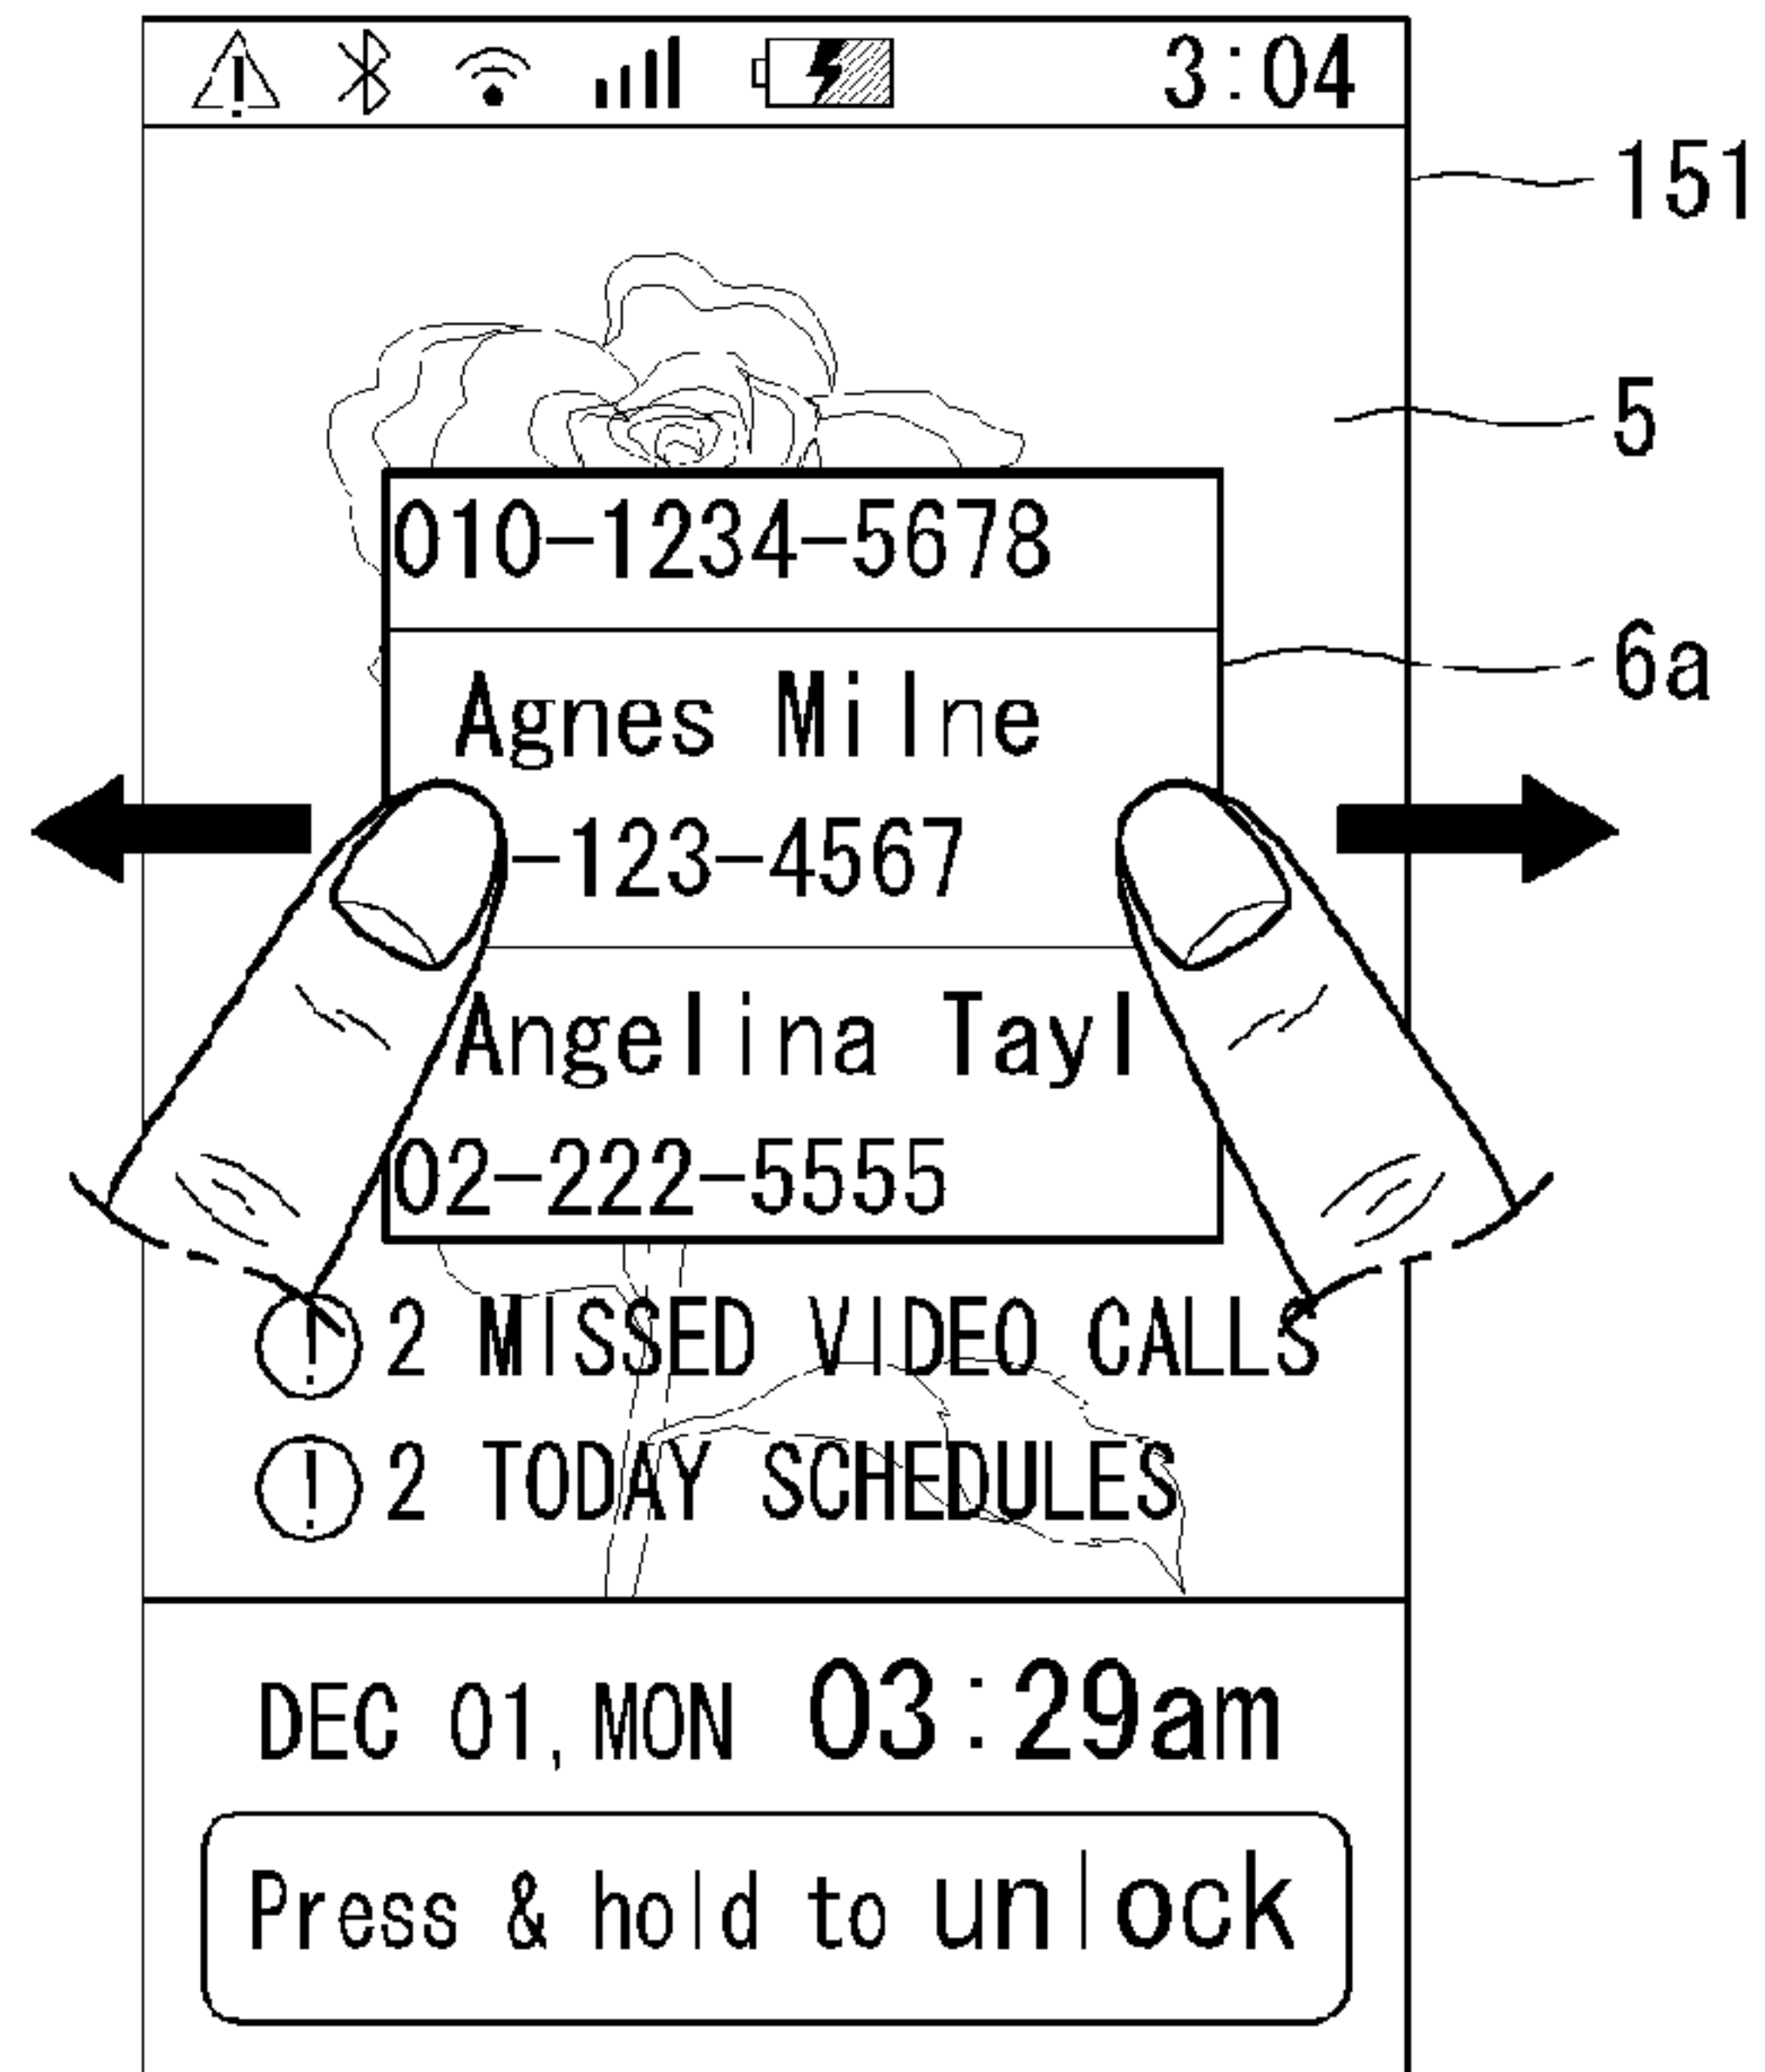 3:04
151
5
010-1234-5678
6a
Agnes Milne
-123-4567
Angelina Tayl
02-222-5555
2 MISSED VIDEO CALLS
2 TODAY SCHEDULES
DEC 01, MON 03:29am
Press & hold to unlock